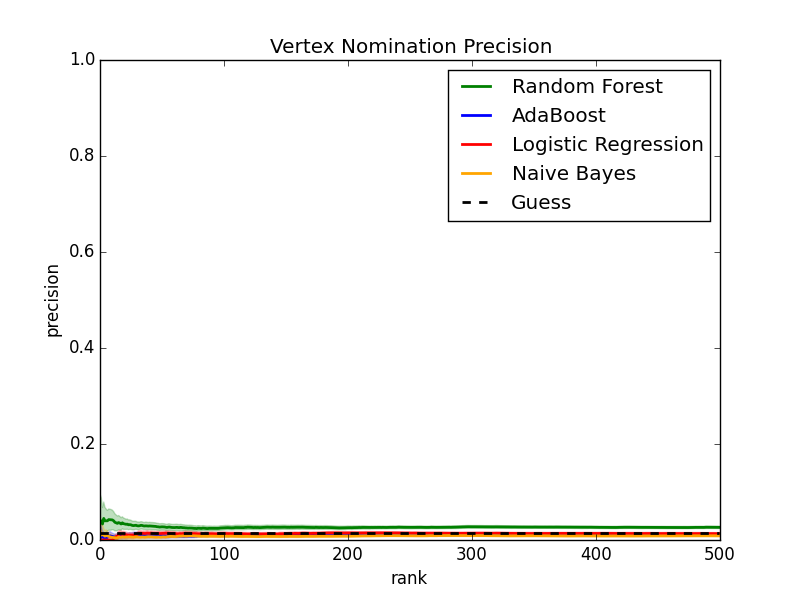 Vertex Nomination Precision
1.0
0.8
0.6
0.4
0.2
0.0
precision
Random Forest
AdaBoost
Logistic Regression
Naive Bayes
Guess
0 100 200 300 400 500
rank